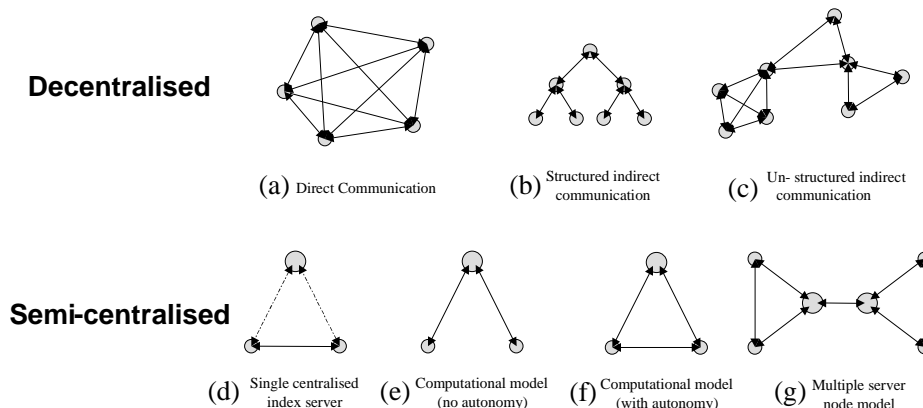 Decentralised
(a) Direct Communication
(b) Structured indirect
communication
(c) Un- structured indirect
communication
Semi-centralised
(d) Single centralised
index server
(e) Computational model
(no autonomy)
(f) Computational model
(with autonomy)
(g) Multiple server
node model